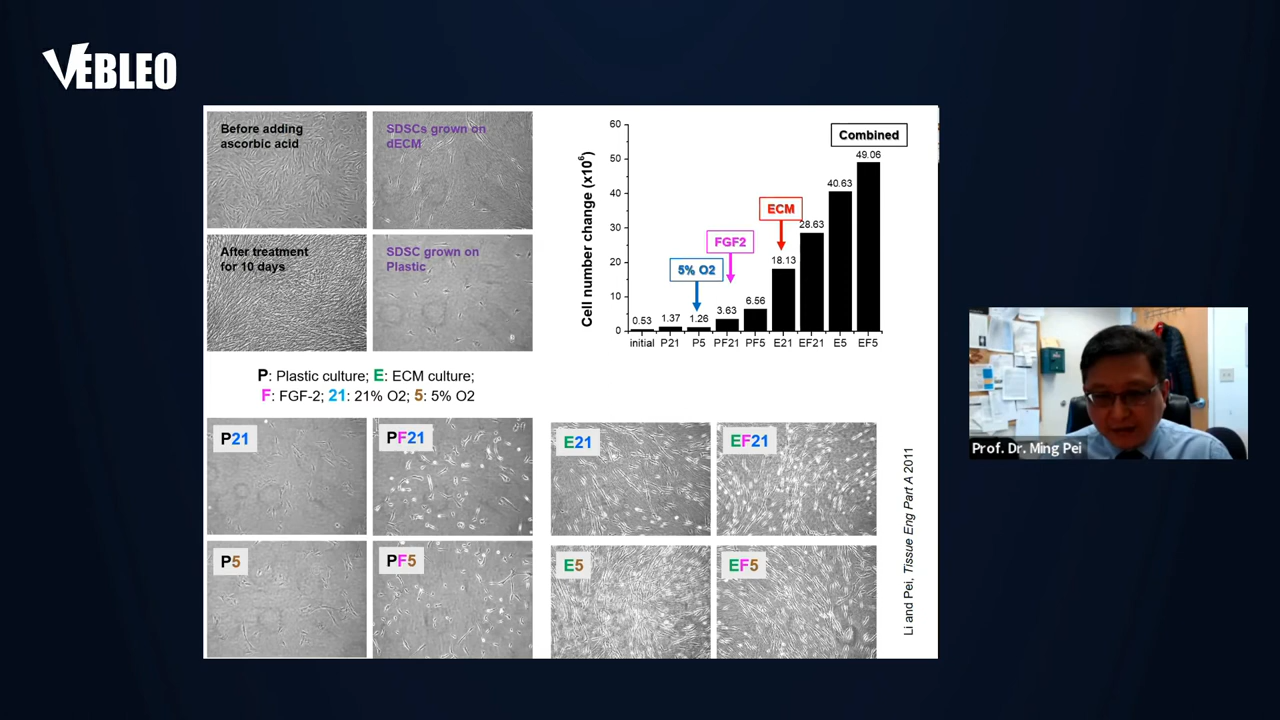 VEBLEO
Before adding
ascorbic acid
SDSCs grown on
dECM
After treatment
for 10 days
SDSC grown on
Plastic
P: Plastic culture; E: ECM culture;
F: FGF-2; 21: 21% O2; 5: 5% O2
Cell number change (x10⁶)
60
50
40
30
20
10
0
Combined
ECM
FGF2
5% O2
0.53
1.37
1.26
3.63
6.56
18.13
28.63
40.63
49.06
initial P21 P5 PF21 PF5 E21 EF21 E5 EF5
P21
PF21
E21
EF21
P5
PF5
E5
EF5
Li and Pei, Tissue Eng Part A 2011
Prof. Dr. Ming Pei